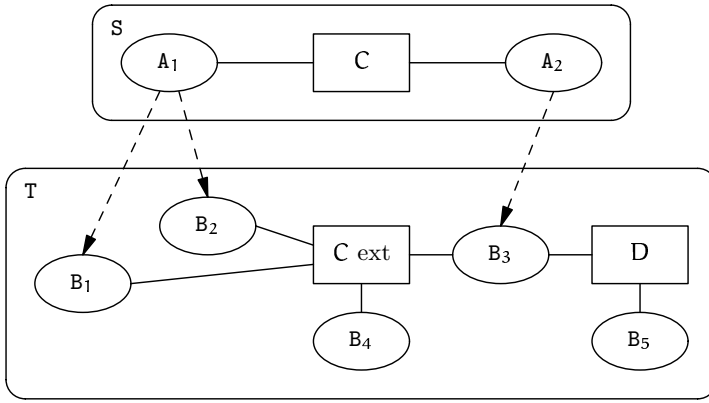 S
A₁ C A₂
T
B₂
B₁ C ext B₃ D
B₄ B₅